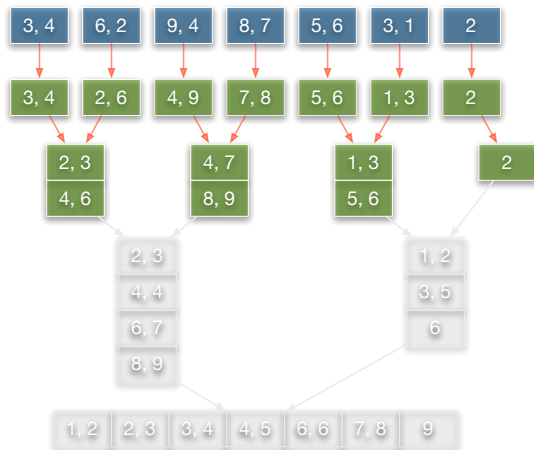 3, 4 6, 2 9, 4 8, 7 5, 6 3, 1 2
3, 4 2, 6 4, 9 7, 8 5, 6 1, 3 2
2, 3 4, 7 1, 3 2
4, 6 8, 9 5, 6
2, 3 1, 2
4, 4 3, 5
6, 7 6
8, 9
1, 2 2, 3 3, 4 4, 5 6, 6 7, 8 9